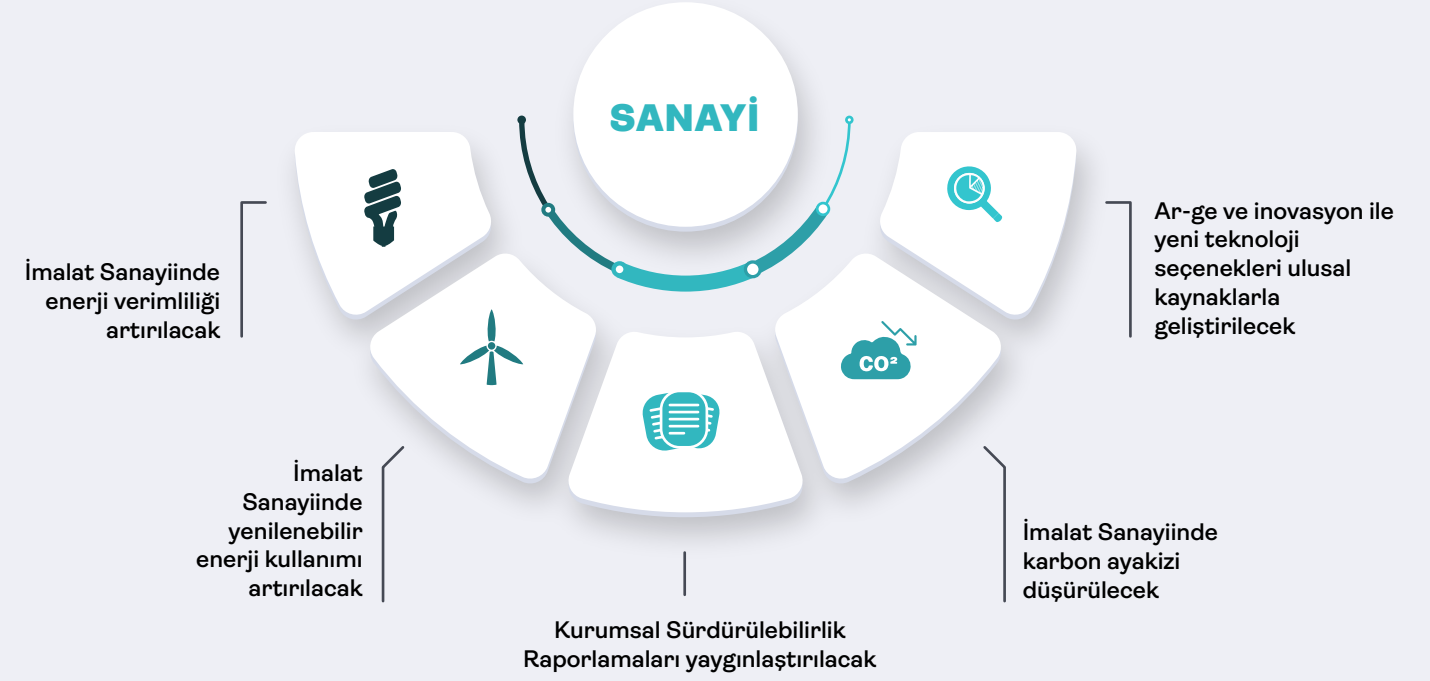 SANAYİ
İmalat Sanayiinde
enerji verimliliği
artırılacak
İmalat
Sanayiinde
yenilenebilir
enerji kullanımı
artırılacak
Kurumsal Sürdürülebilirlik
Raporlamaları yaygınlaştırılacak
CO²
İmalat Sanayiinde
karbon ayakizi
düşürülecek
Ar-ge ve inovasyon ile
yeni teknoloji
seçenekleri ulusal
kaynaklarla
geliştirilecek